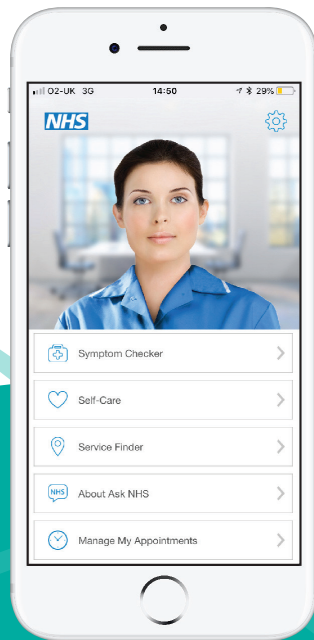 O2-UK 3G 14:50 29%
NHS
Symptom Checker
Self-Care
Service Finder
NHS About Ask NHS
Manage My Appointments